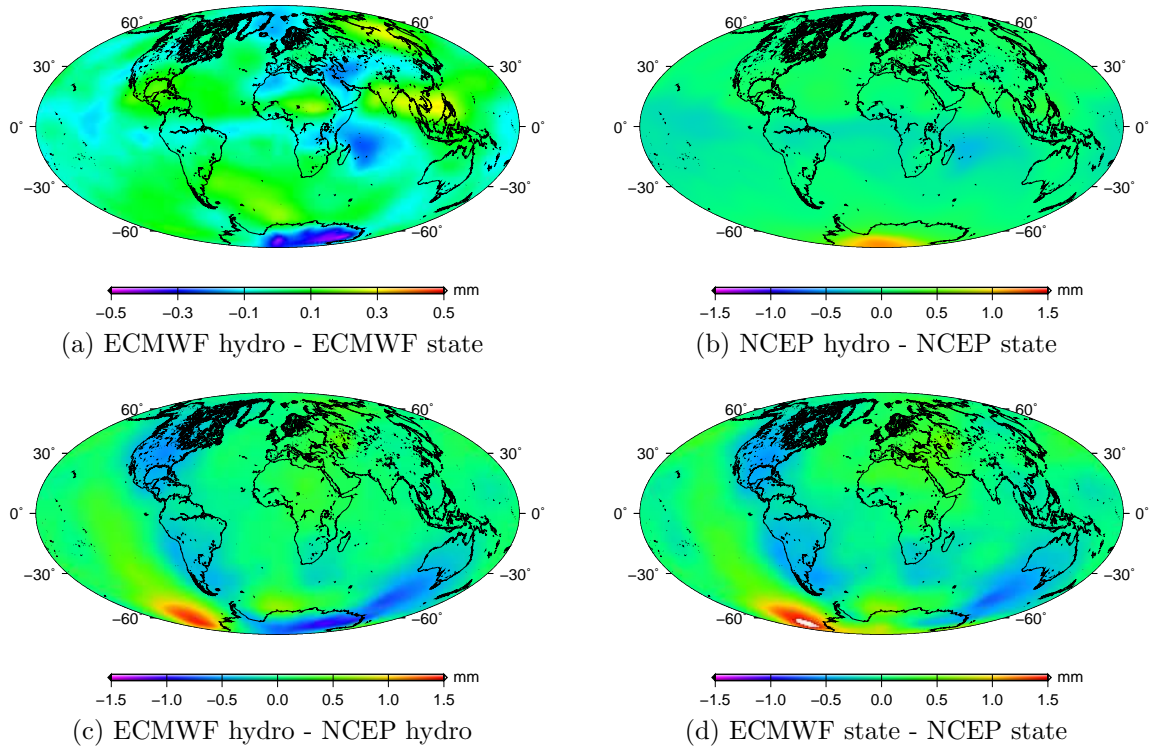 60˚ 60˚ 60˚ 60˚
30˚ 30˚ 30˚ 30˚
0˚ 0˚ 0˚ 0˚
−30˚ −30˚ −30˚ −30˚
−60˚ −60˚ −60˚ −60˚
mm mm
−0.5 −0.3 −0.1 0.1 0.3 0.5 −1.5 −1.0 −0.5 0.0 0.5 1.0 1.5
(a) ECMWF hydro - ECMWF state (b) NCEP hydro - NCEP state
60˚ 60˚ 60˚ 60˚
30˚ 30˚ 30˚ 30˚
0˚ 0˚ 0˚ 0˚
−30˚ −30˚ −30˚ −30˚
−60˚ −60˚ −60˚ −60˚
mm mm
−1.5 −1.0 −0.5 0.0 0.5 1.0 1.5 −1.5 −1.0 −0.5 0.0 0.5 1.0 1.5
(c) ECMWF hydro - NCEP hydro (d) ECMWF state - NCEP state